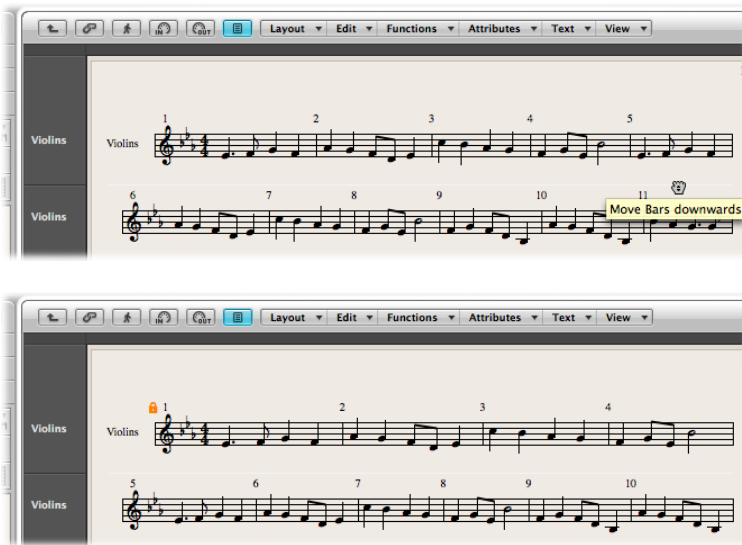 IN OUT Layout Edit Functions Attributes Text View
1 2 3 4 5
Violins Violins
6 7 8 9 10 11
Violins
Move Bars downwards
IN OUT Layout Edit Functions Attributes Text View
1 2 3 4
Violins Violins
5 6 7 8 9 10
Violins